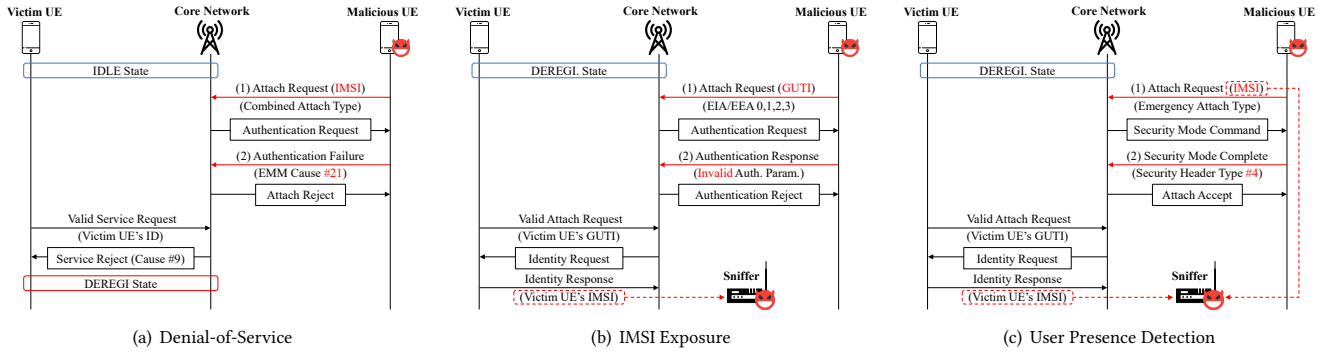 Victim UE
Core Network
Malicious UE
IDLE State
(1) Attach Request (IMSI)
(Combined Attach Type)
Authentication Request
(2) Authentication Failure
(EMM Cause #21)
Attach Reject
Valid Service Request
(Victim UE's ID)
Service Reject (Cause #9)
DEREGI State
(a) Denial-of-Service
Victim UE
Core Network
Malicious UE
DEREGI. State
(1) Attach Request (GUTI)
(EIA/EEA 0,1,2,3)
Authentication Request
(2) Authentication Response
(Invalid Auth. Param.)
Authentication Reject
Valid Attach Request
(Victim UE's GUTI)
Identity Request
Identity Response
(Victim UE's IMSI)
Sniffer
(b) IMSI Exposure
Victim UE
Core Network
Malicious UE
DEREGI. State
(1) Attach Request (IMSI)
(Emergency Attach Type)
Security Mode Command
(2) Security Mode Complete
(Security Header Type #4)
Attach Accept
Valid Attach Request
(Victim UE's GUTI)
Identity Request
Identity Response
(Victim UE's IMSI)
Sniffer
(c) User Presence Detection